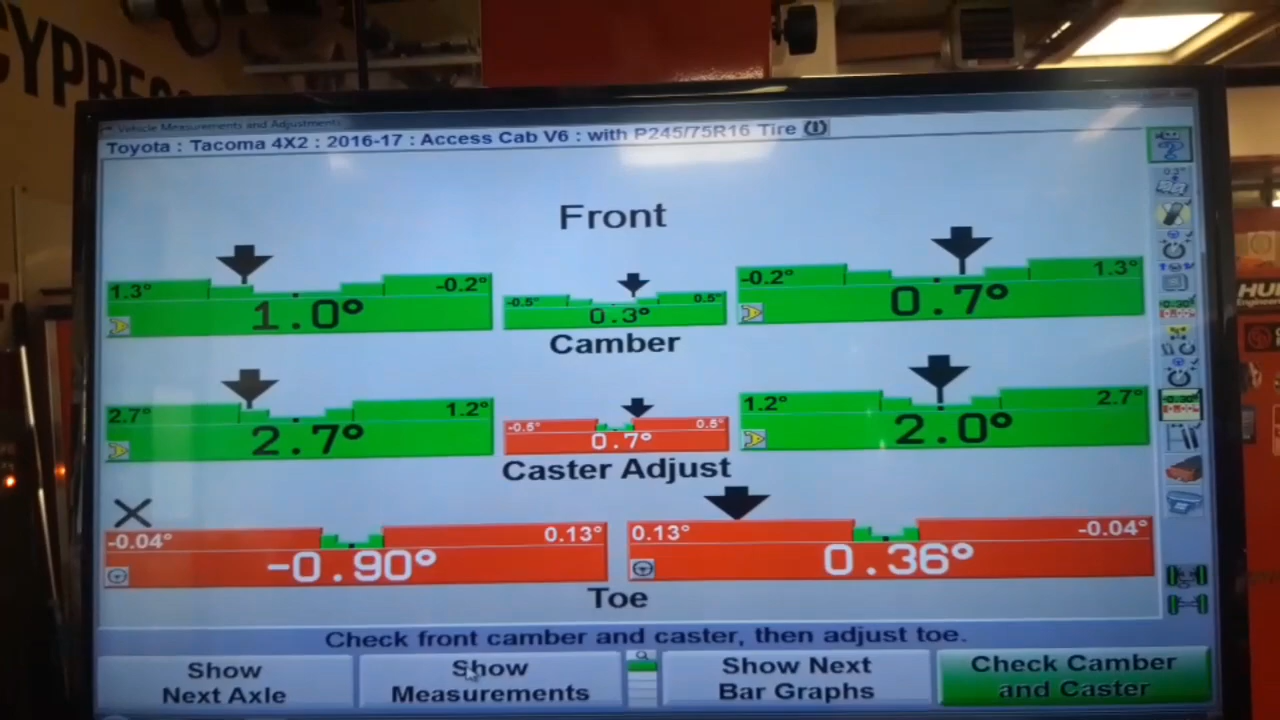 CYPRESS
Vehicle Measurements and Adjustments
Toyota : Tacoma 4X2 : 2016-17 : Access Cab V6 : with P245/75R16 Tire
Front
1.3° -0.2° -0.5° 0.5° -0.2° 1.3°
1.0° 0.3° 0.7°
Camber
2.7° 1.2° -0.5° 0.5° 1.2° 2.7°
2.7° 0.7° 2.0°
Caster Adjust
-0.04° 0.13° 0.13° -0.04°
-0.90° 0.36°
Toe
Check front camber and caster, then adjust toe.
Show Next Axle
Show Measurements
Show Next Bar Graphs
Check Camber and Caster